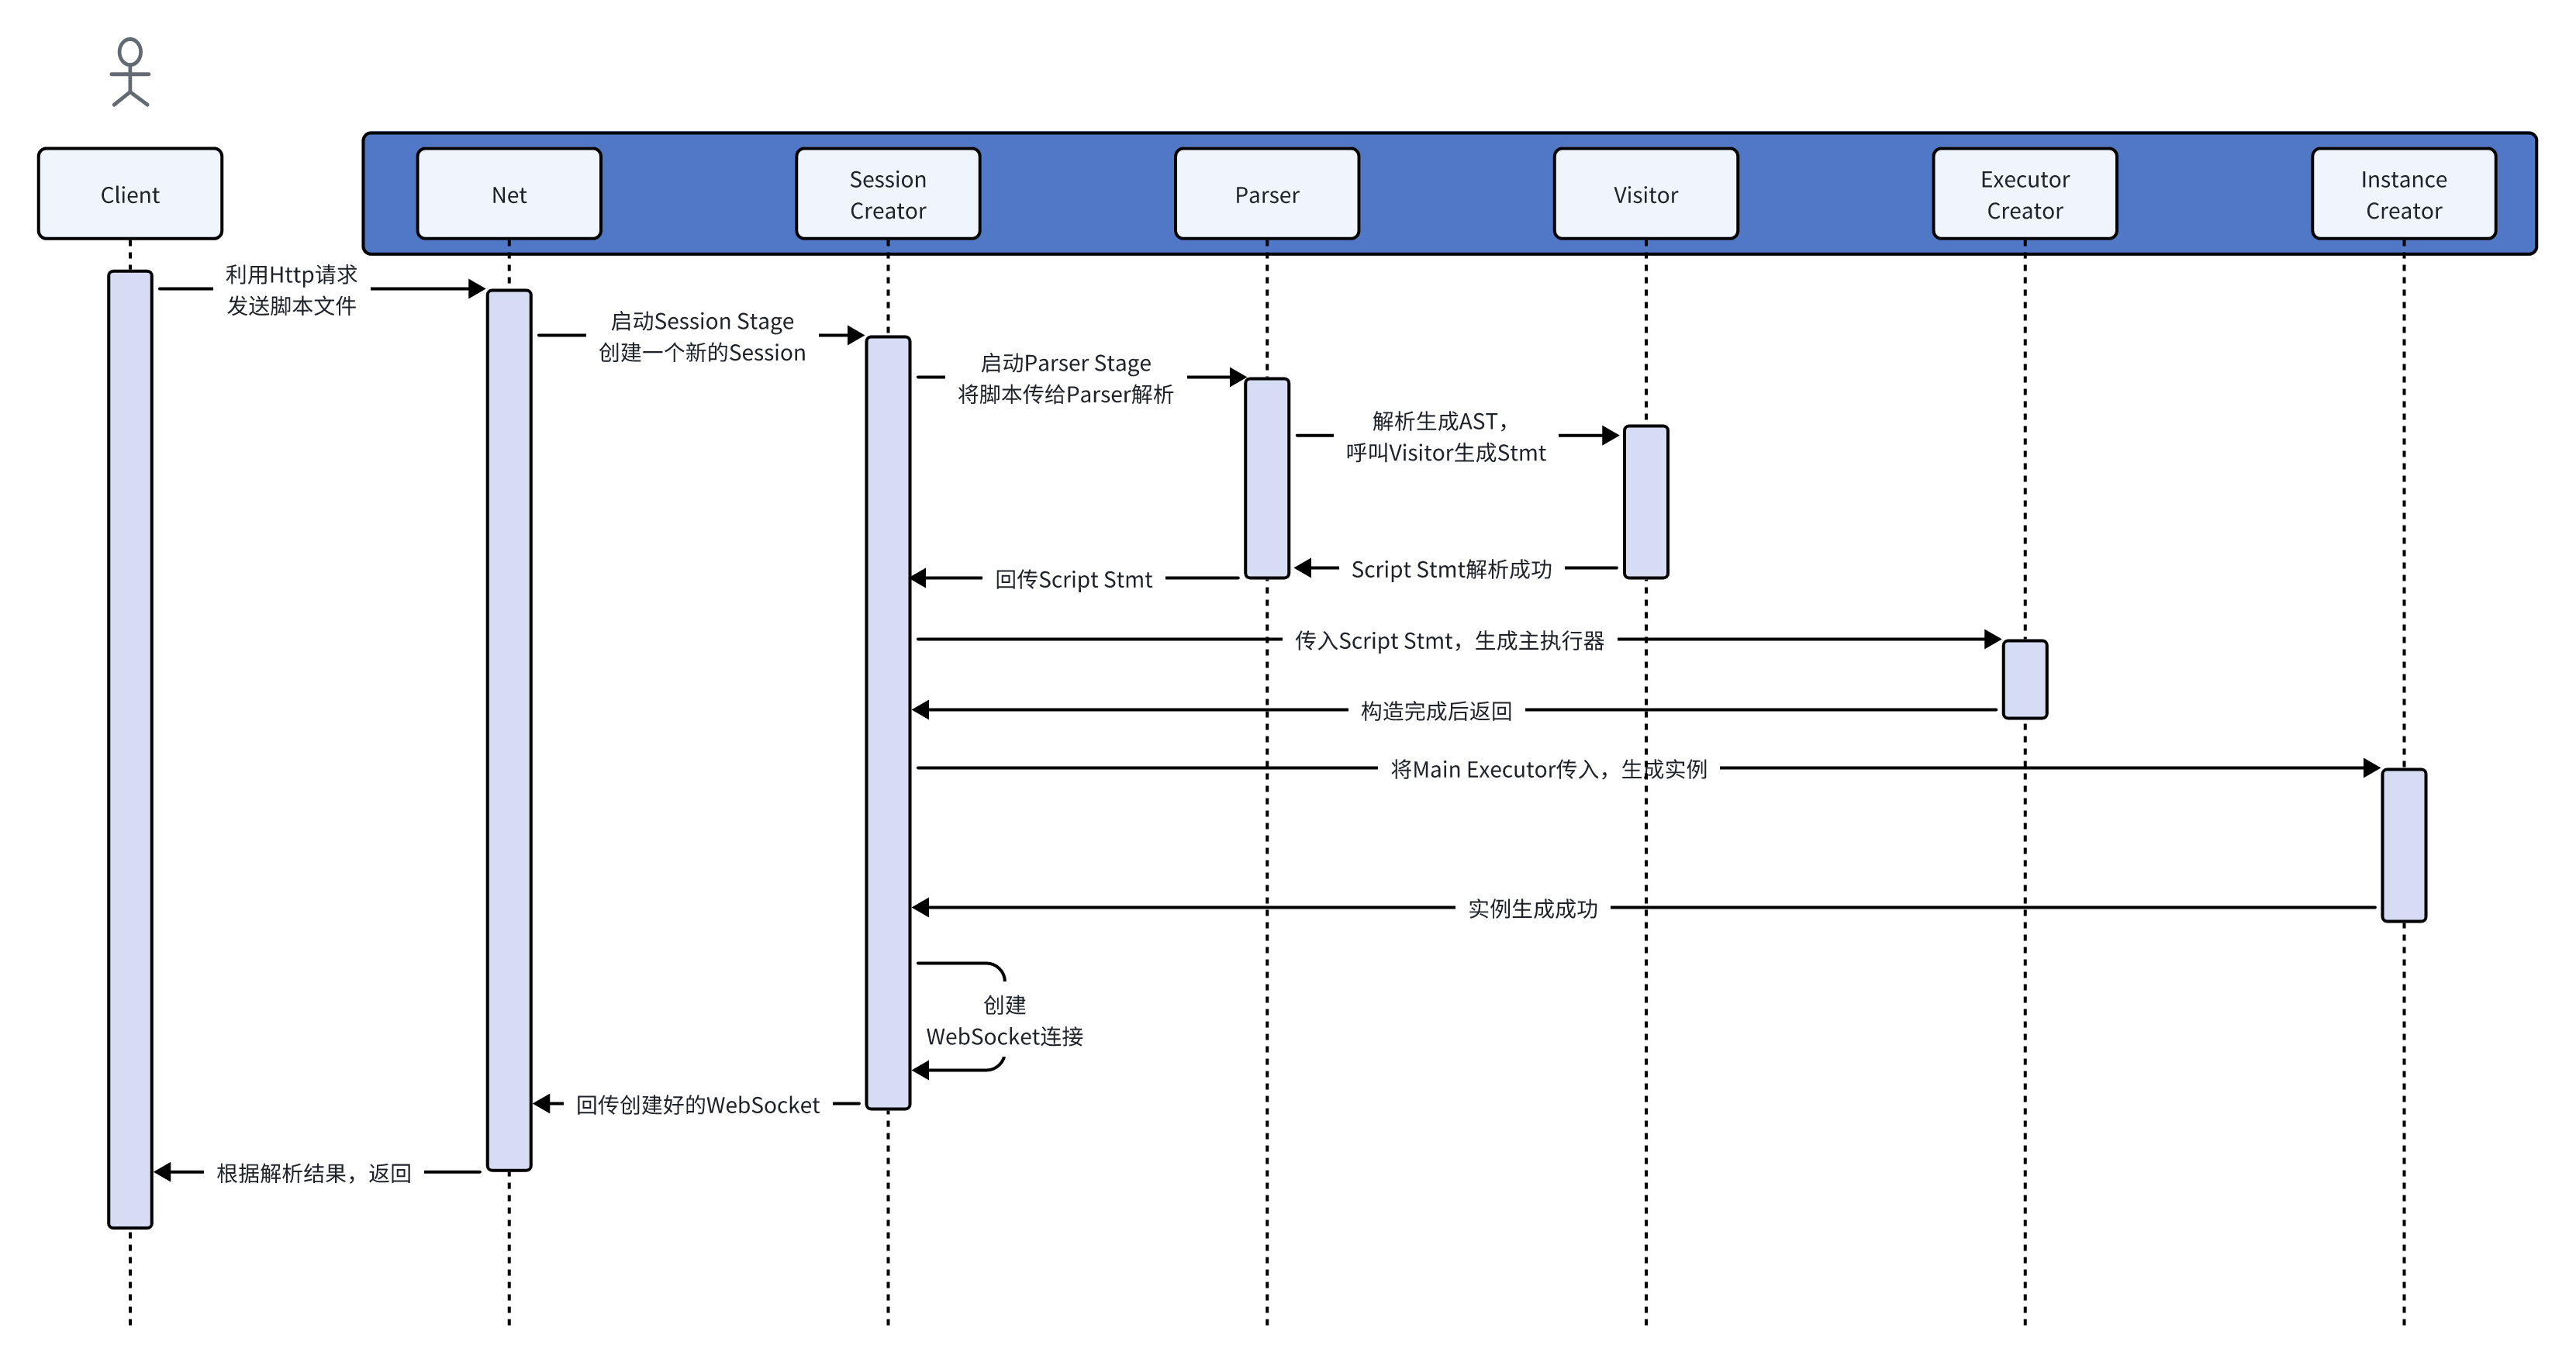 Client
Net
Session
Creator
Parser
Visitor
Executor
Creator
Instance
Creator
利用Http请求
发送脚本文件
启动Session Stage
创建一个新的Session
启动Parser Stage
将脚本传给Parser解析
解析生成AST，
呼叫Visitor生成Stmt
Script Stmt解析成功
回传Script Stmt
传入Script Stmt，生成主执行器
构造完成后返回
将Main Executor传入，生成实例
实例生成成功
创建
WebSocket连接
回传创建好的WebSocket
根据解析结果，返回